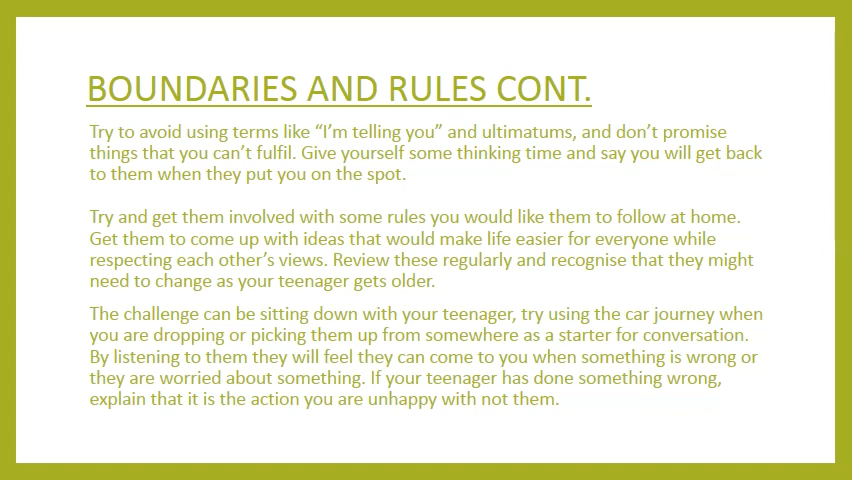 BOUNDARIES AND RULES CONT.
Try to avoid using terms like “I’m telling you” and ultimatums, and don’t promise
things that you can’t fulfil. Give yourself some thinking time and say you will get back
to them when they put you on the spot.
Try and get them involved with some rules you would like them to follow at home.
Get them to come up with ideas that would make life easier for everyone while
respecting each other’s views. Review these regularly and recognise that they might
need to change as your teenager gets older.
The challenge can be sitting down with your teenager, try using the car journey when
you are dropping or picking them up from somewhere as a starter for conversation.
By listening to them they will feel they can come to you when something is wrong or
they are worried about something. If your teenager has done something wrong,
explain that it is the action you are unhappy with not them.